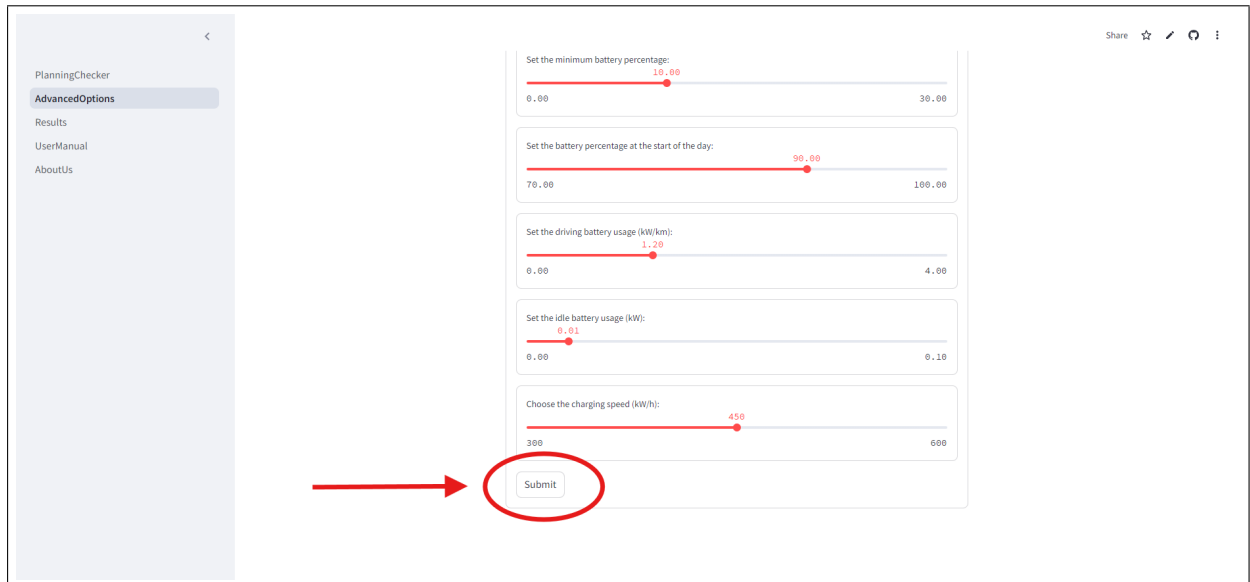 Share
PlanningChecker
AdvancedOptions
Results
UserManual
AboutUs
Set the minimum battery percentage:
10.00
0.00 30.00
Set the battery percentage at the start of the day:
90.00
70.00 100.00
Set the driving battery usage (kW/km):
1.20
0.00 4.00
Set the idle battery usage (kW):
0.01
0.00 0.10
Choose the charging speed (kW/h):
450
300 600
Submit